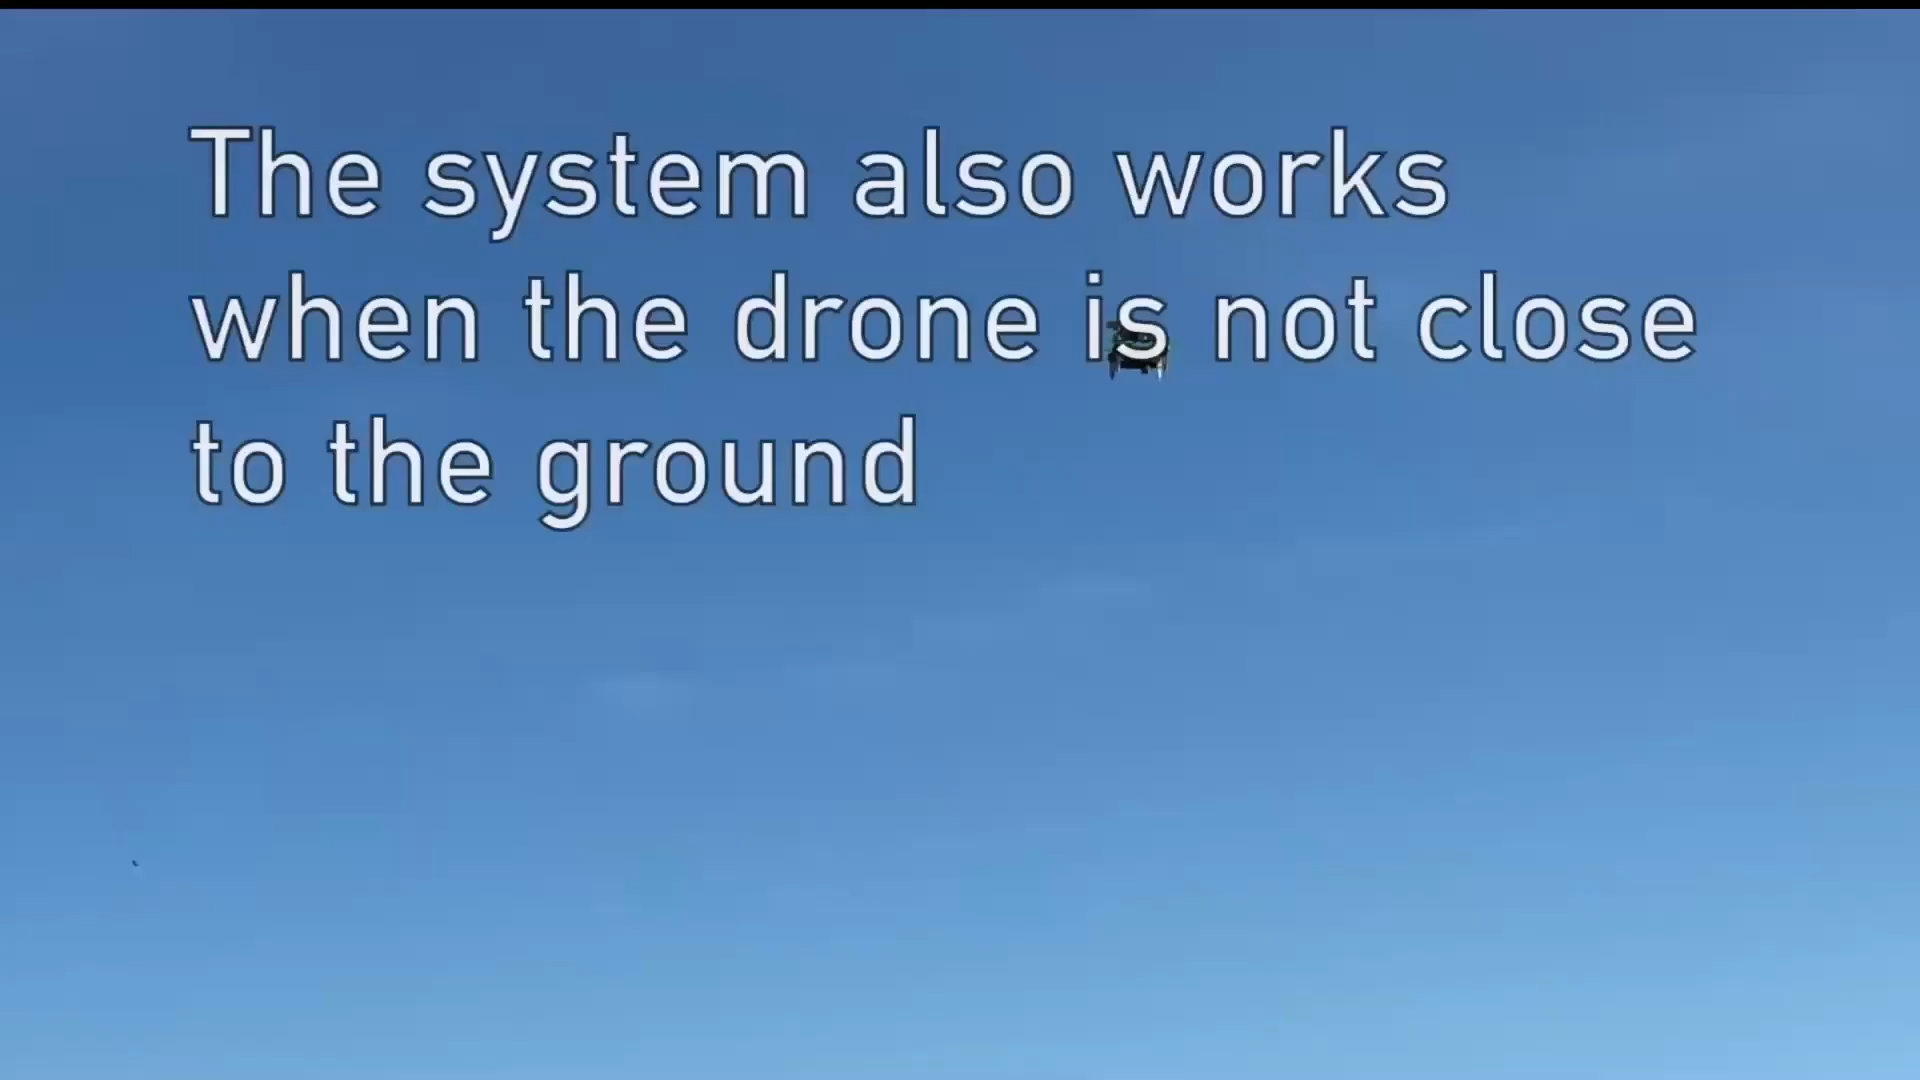 The system also works
when the drone is not close
to the ground